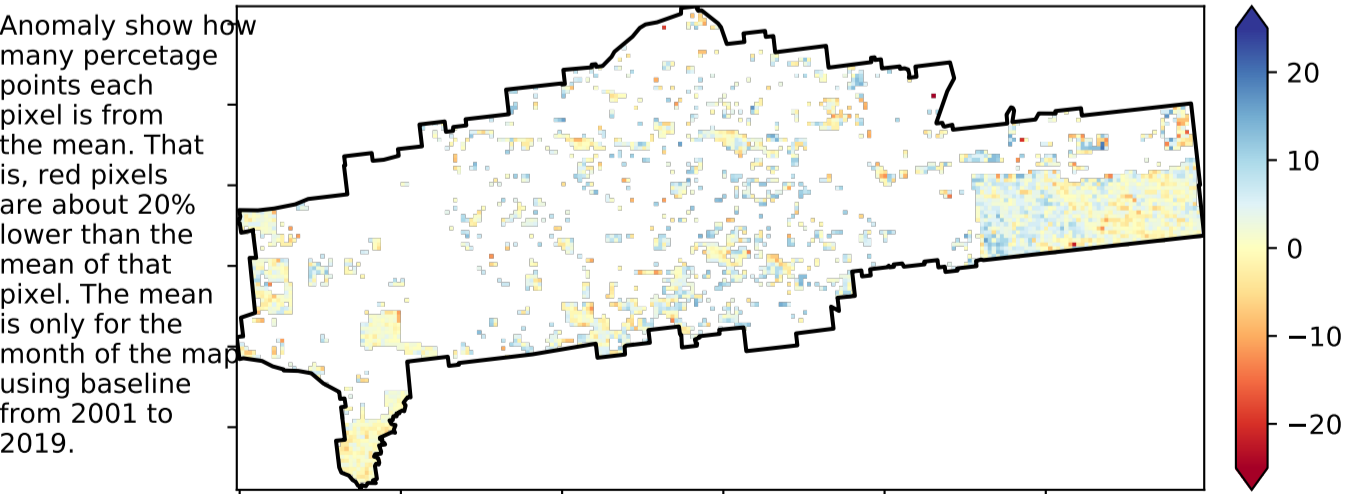 Anomaly show how
many percetage
points each
pixel is from
the mean. That
is, red pixels
are about 20%
lower than the
mean of that
pixel. The mean
is only for the
month of the map
using baseline
from 2001 to
2019.
20
10
0
−10
−20